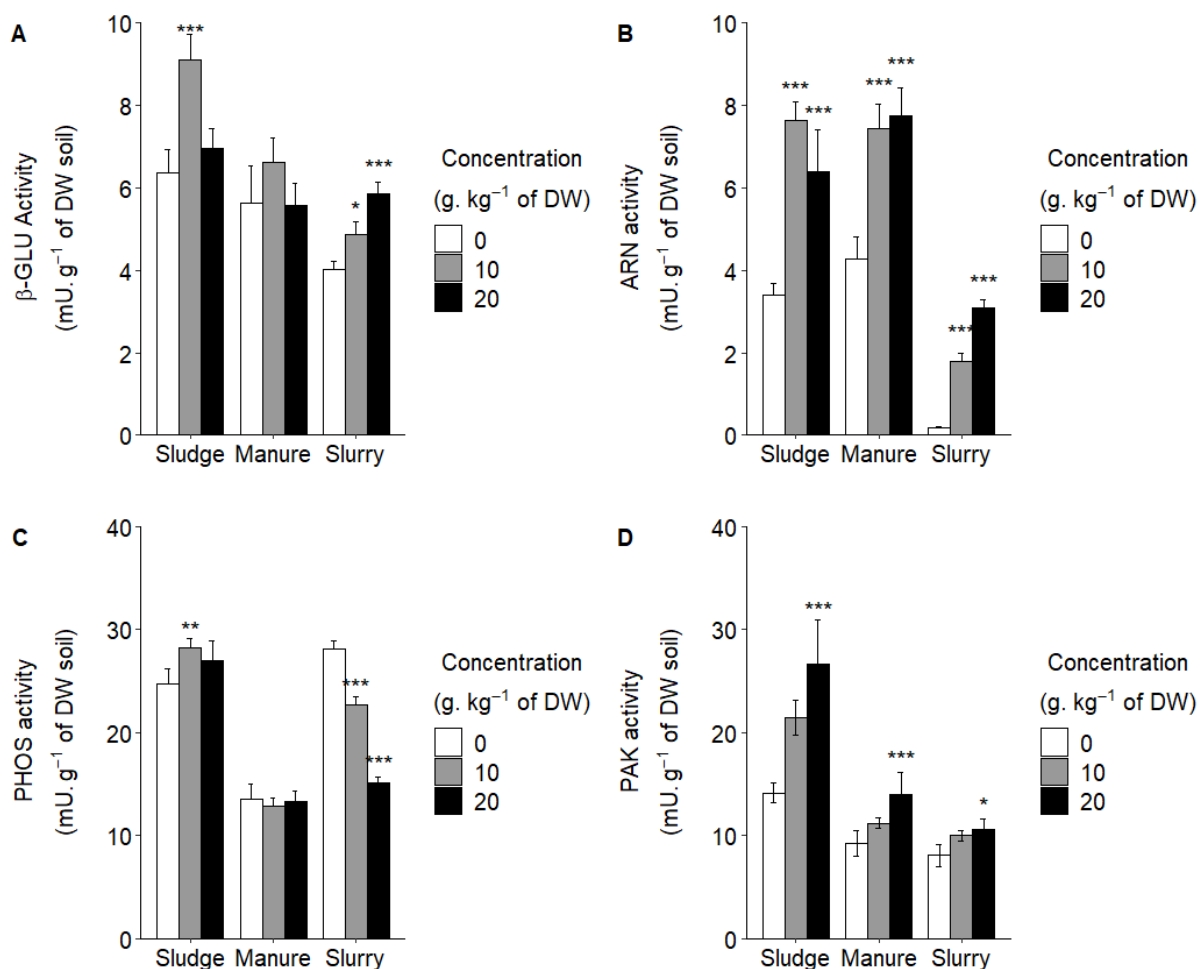 A
β-GLU Activity
(mU. g⁻¹ of DW soil)
10
8
6
4
2
0
***
*
***
Sludge Manure Slurry
Concentration
(g. kg⁻¹ of DW)
0
10
20
B
ARN activity
(mU. g⁻¹ of DW soil)
10
8
6
4
2
0
***
***
***
***
***
***
Sludge Manure Slurry
Concentration
(g. kg⁻¹ of DW)
0
10
20
C
PHOS activity
(mU. g⁻¹ of DW soil)
40
30
20
10
0
**
***
***
Sludge Manure Slurry
Concentration
(g. kg⁻¹ of DW)
0
10
20
D
PAK activity
(mU. g⁻¹ of DW soil)
40
30
20
10
0
***
***
*
Sludge Manure Slurry
Concentration
(g. kg⁻¹ of DW)
0
10
20